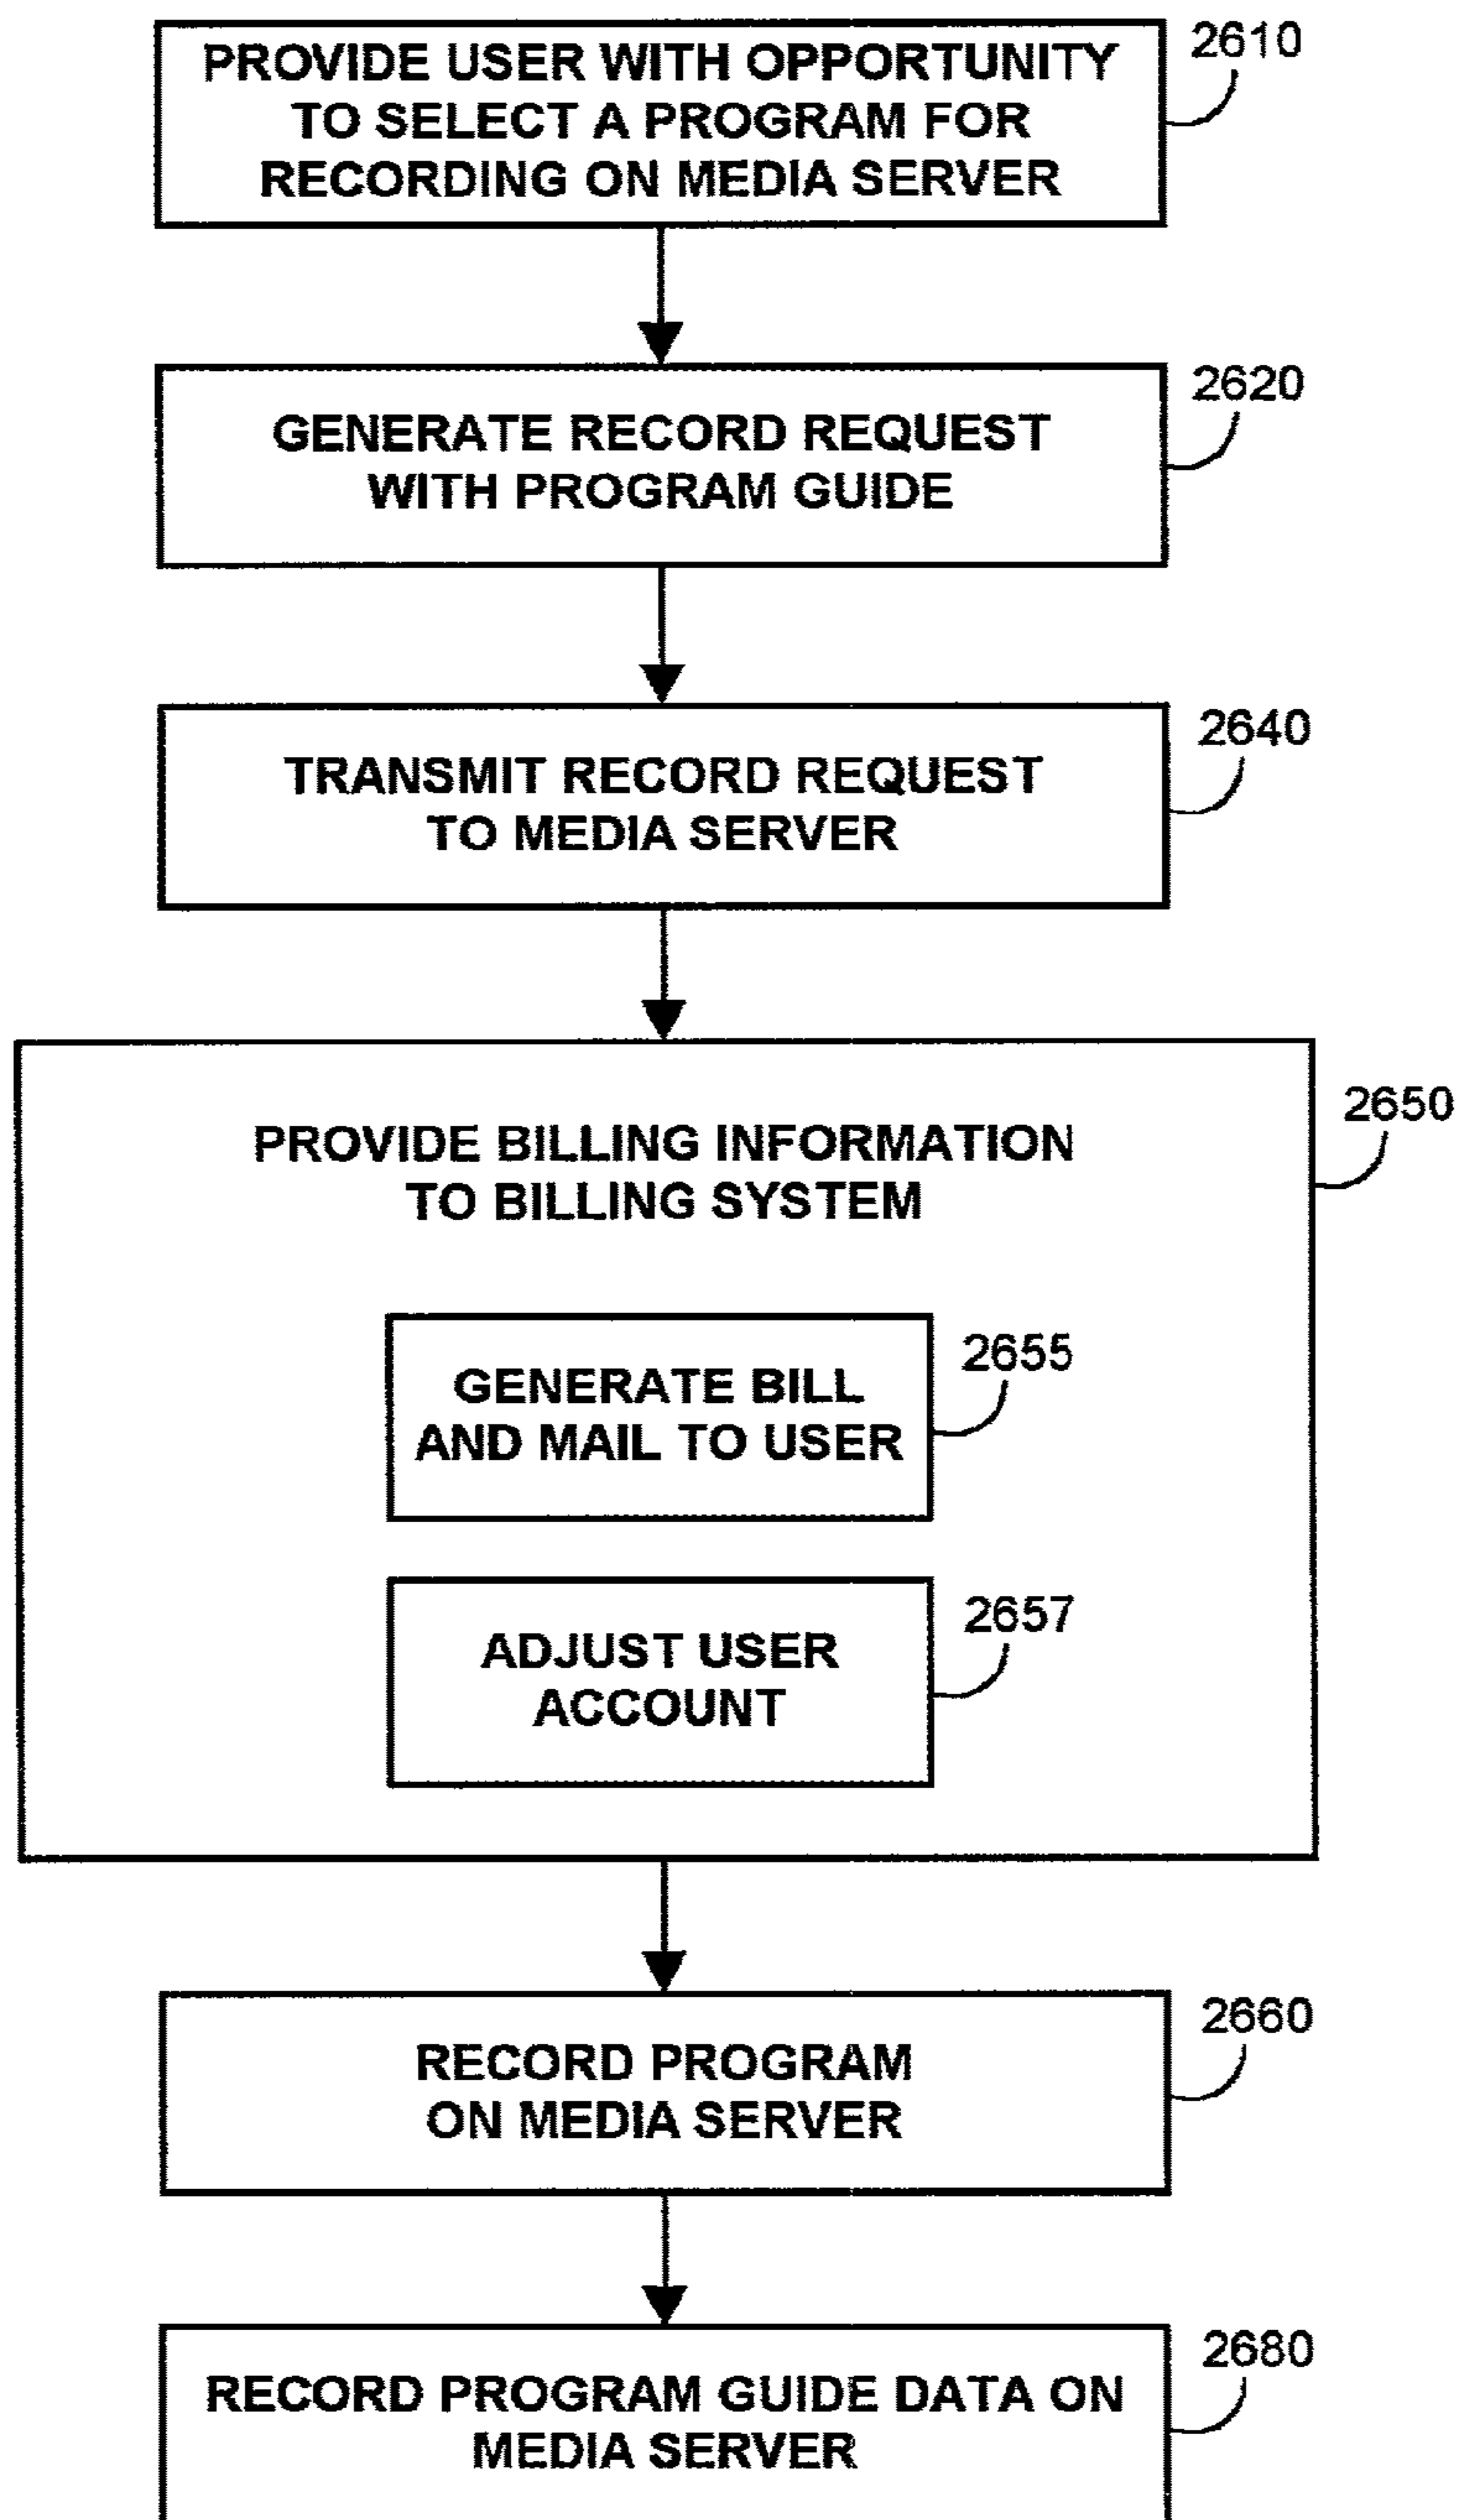 PROVIDE USER WITH OPPORTUNITY
TO SELECT A PROGRAM FOR
RECORDING ON MEDIA SERVER
2610
GENERATE RECORD REQUEST
WITH PROGRAM GUIDE
2620
TRANSMIT RECORD REQUEST
TO MEDIA SERVER
2640
PROVIDE BILLING INFORMATION
TO BILLING SYSTEM
2650
GENERATE BILL
AND MAIL TO USER
2655
ADJUST USER
ACCOUNT
2657
RECORD PROGRAM
ON MEDIA SERVER
2660
RECORD PROGRAM GUIDE DATA ON
MEDIA SERVER
2680